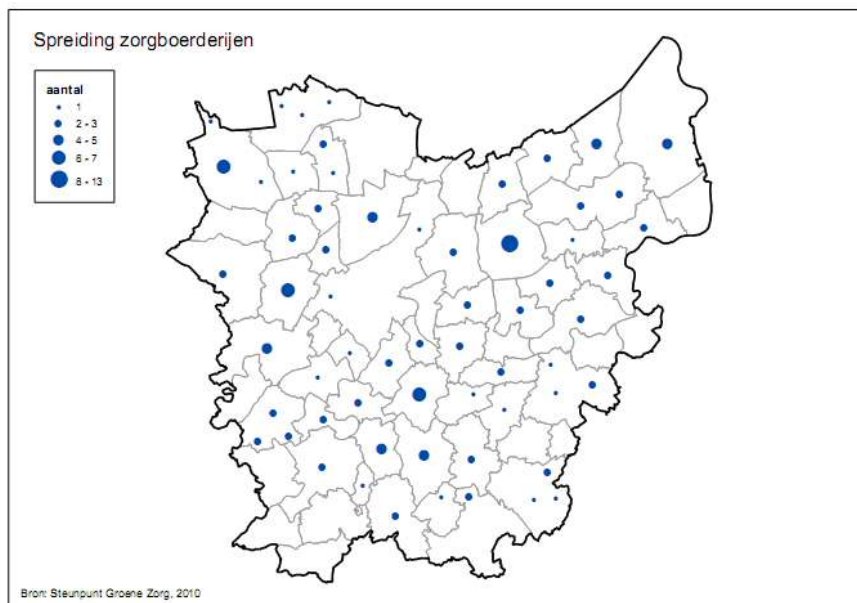 Spreiding zorgboerderijen
aantal
1
2 - 3
4 - 5
6 - 7
8 - 13
Bron: Steunpunt Groene Zorg, 2010